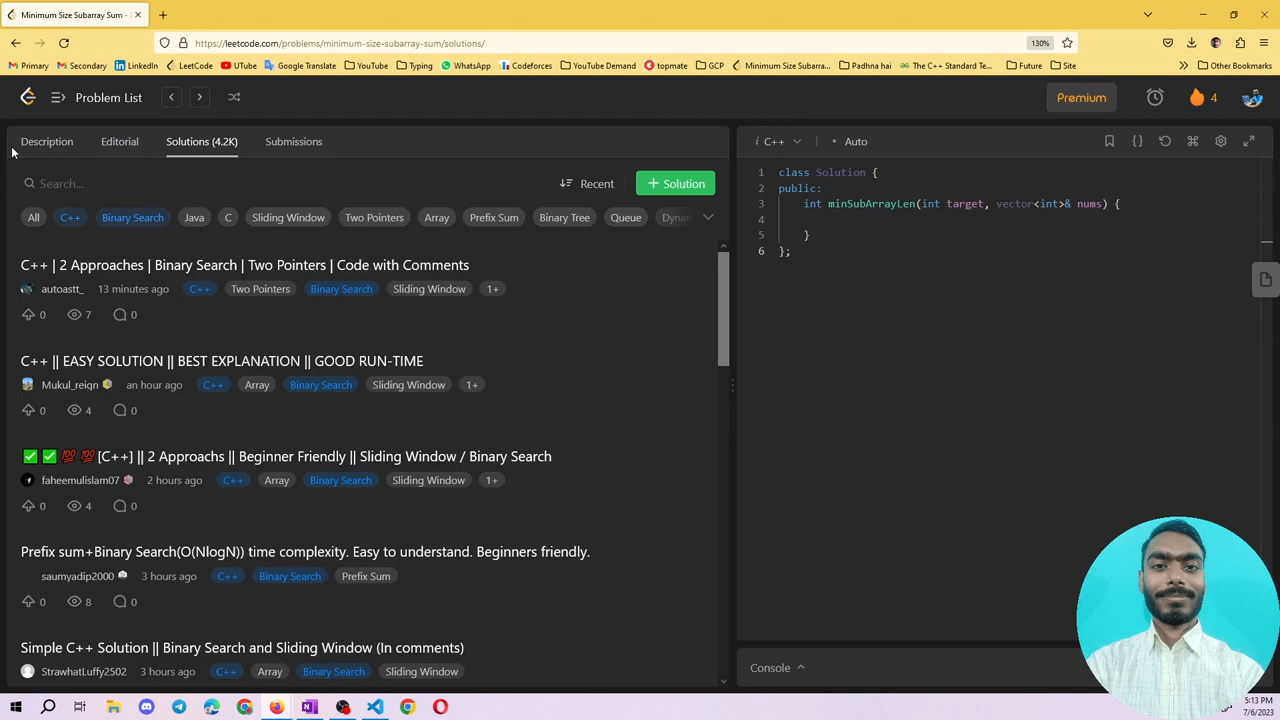 Minimum Size Subarray Sum -
https://leetcode.com/problems/minimum-size-subarray-sum/solutions/
130%
Primary Secondary LinkedIn LeetCode UTube Google Translate YouTube Typing WhatsApp Codeforces YouTube Demand topmate GCP Minimum Size Subarra... Padhna hai The C++ Standard Te... Future Site Other Bookmarks
Problem List
Premium
4
Description Editorial Solutions (4.2K) Submissions
Search...
Recent
+ Solution
All C++ Binary Search Java C Sliding Window Two Pointers Array Prefix Sum Binary Tree Queue
C++ | 2 Approaches | Binary Search | Two Pointers | Code with Comments
autoastt_ 13 minutes ago C++ Two Pointers Binary Search Sliding Window 1+
0 7 0
C++ || EASY SOLUTION || BEST EXPLANATION || GOOD RUN-TIME
Mukul_reign an hour ago C++ Array Binary Search Sliding Window 1+
0 4 0
✅ ✅ 💯 💯 [C++] || 2 Approachs || Beginner Friendly || Sliding Window / Binary Search
faheemulislam07 2 hours ago C++ Array Binary Search Sliding Window 1+
0 4 0
Prefix sum+Binary Search(O(NlogN)) time complexity. Easy to understand. Beginners friendly.
saumyadip2000 3 hours ago C++ Binary Search Prefix Sum
0 8 0
Simple C++ Solution || Binary Search and Sliding Window (In comments)
StrawhatLuffy2502 3 hours ago C++ Array Binary Search Sliding Window
i C++ • Auto
1 class Solution {
2 public:
3 int minSubArrayLen(int target, vector<int>& nums) {
4
5 }
6 };
Console
5:13 PM
7/6/2023